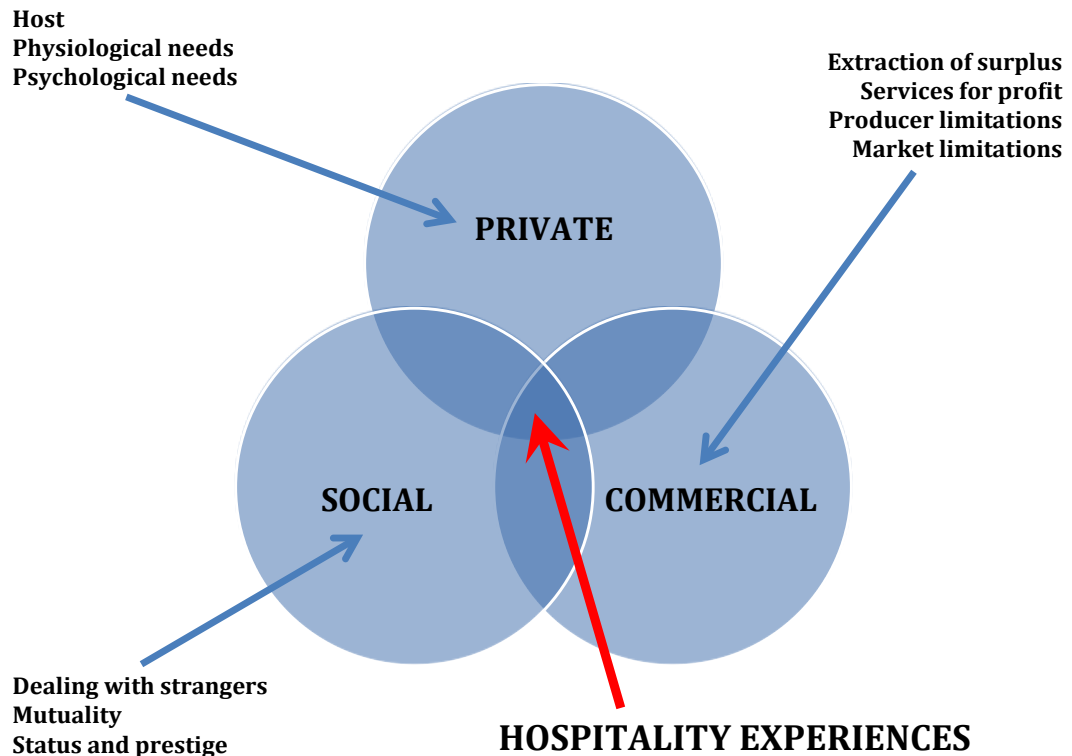 Host
Physiological needs
Psychological needs
Extraction of surplus
Services for profit
Producer limitations
Market limitations
PRIVATE
SOCIAL
COMMERCIAL
Dealing with strangers
Mutuality
Status and prestige
HOSPITALITY EXPERIENCES